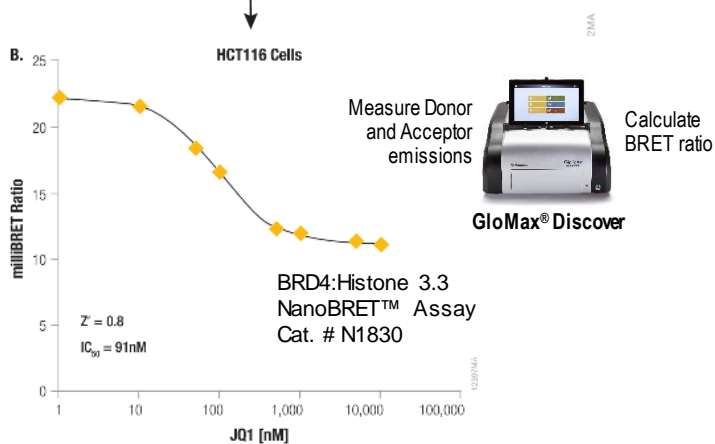 2MA
B.
HCT116 Cells
25
20
15
10
5
0
milliBRET Ratio
Z' = 0.8
IC50 = 91nM
1 10 100 1,000 10,000 100,000
JQ1 [nM]
BRD4:Histone 3.3
NanoBRET™ Assay
Cat. # N1830
12397MA
Measure Donor
and Acceptor
emissions
Calculate
BRET ratio
GloMax® Discover